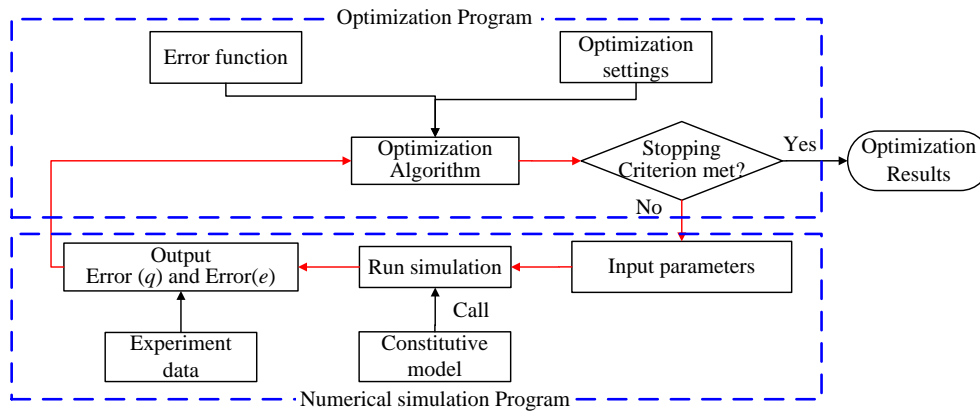 Optimization Program
Error function
Optimization
settings
Optimization
Algorithm
Stopping
Criterion met?
Yes
Optimization
Results
No
Output
Error (q) and Error(e)
Run simulation
Input parameters
Call
Experiment
data
Constitutive
model
Numerical simulation Program